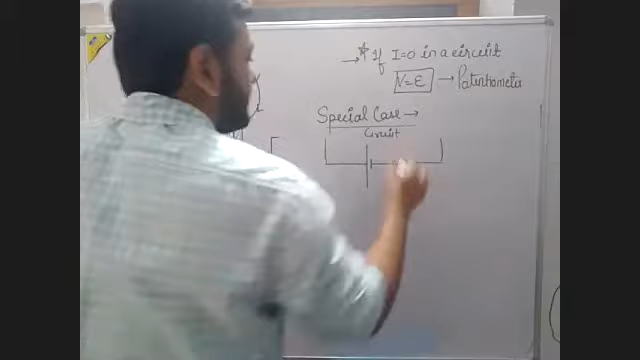 → * If I=0 in a circuit
V=ε → Potentiometer
Special Case →
Circuit